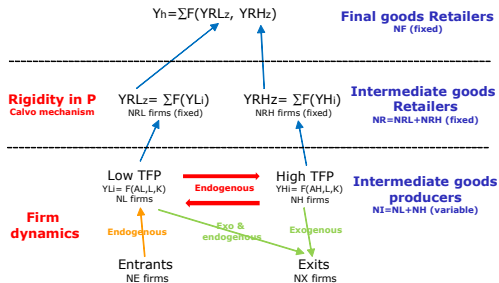 Yh=∑F(YRLz, YRHz)
Final goods Retailers
NF (fixed)
Rigidity in P
Calvo mechanism
YRLz= ∑F(YLi)
NRL firms (fixed)
YRHz= ∑F(YHi)
NRH firms (fixed)
Intermediate goods
Retailers
NR=NRL+NRH (fixed)
Low TFP
YLi= F(AL,L,K)
NL firms
Endogenous
High TFP
YHi= F(AH,L,K)
NH firms
Intermediate goods
producers
NI=NL+NH (variable)
Firm
dynamics
Endogenous
Exo &
endogenous
Exogenous
Entrants
NE firms
Exits
NX firms